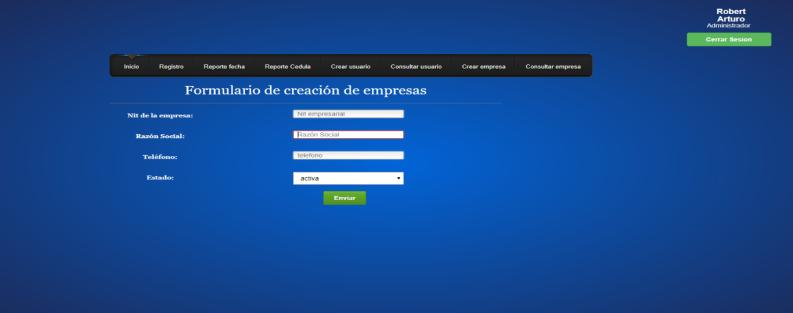 Robert
Arturo
Administrador
Cerrar Sesion
Inicio Registro Reporte fecha Reporte Cedula Crear usuario Consultar usuario Crear empresa Consultar empresa
Formulario de creación de empresas
Nit de la empresa: Nit empresarial
Razón Social: Razón Social
Teléfono: telefono
Estado: activa
Enviar